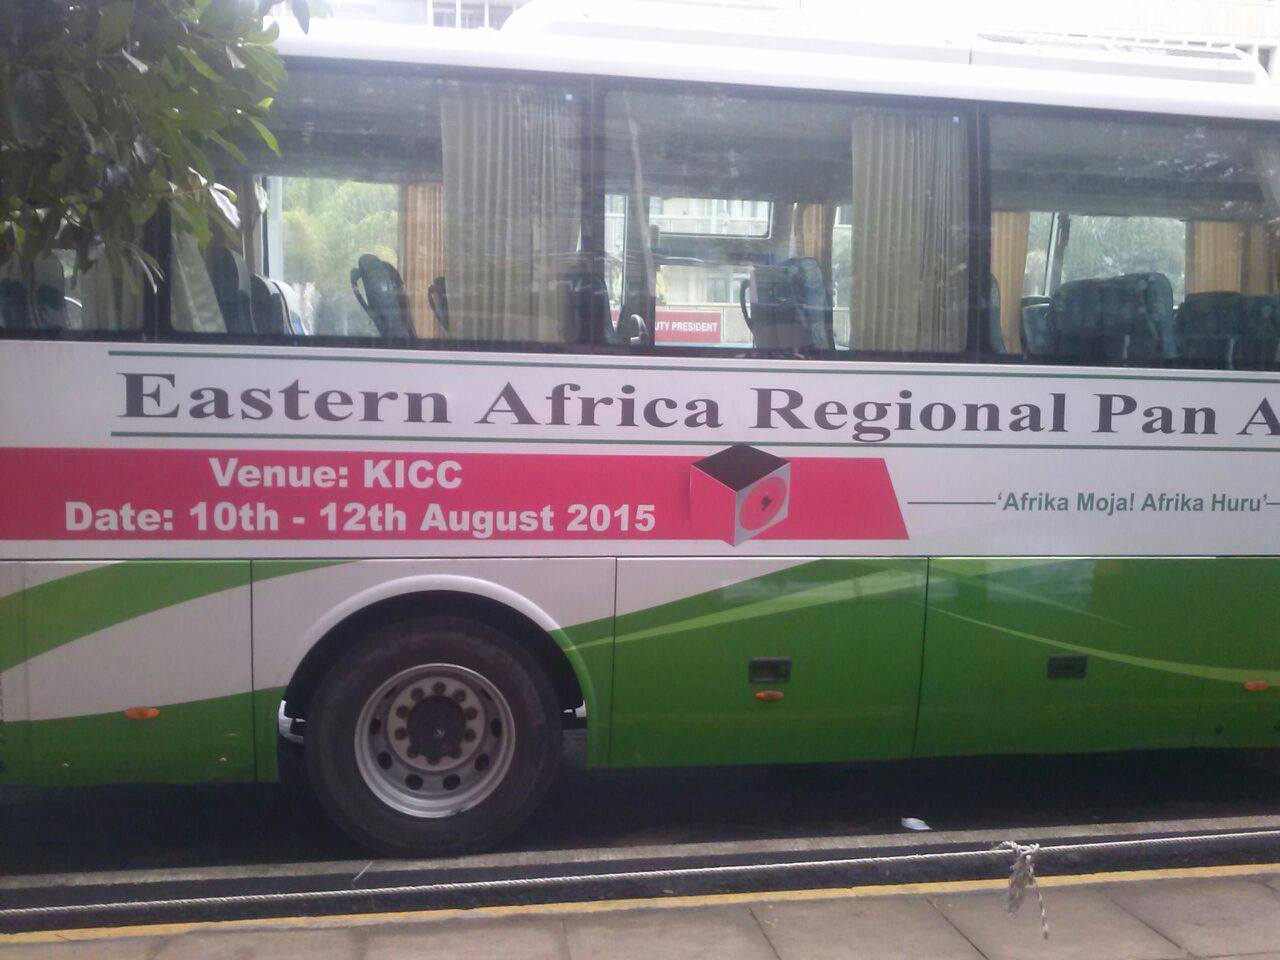 UTY PRESIDENT
Eastern Africa Regional Pan A
Venue: KICC
Date: 10th - 12th August 2015
'Afrika Moja! Afrika Huru'